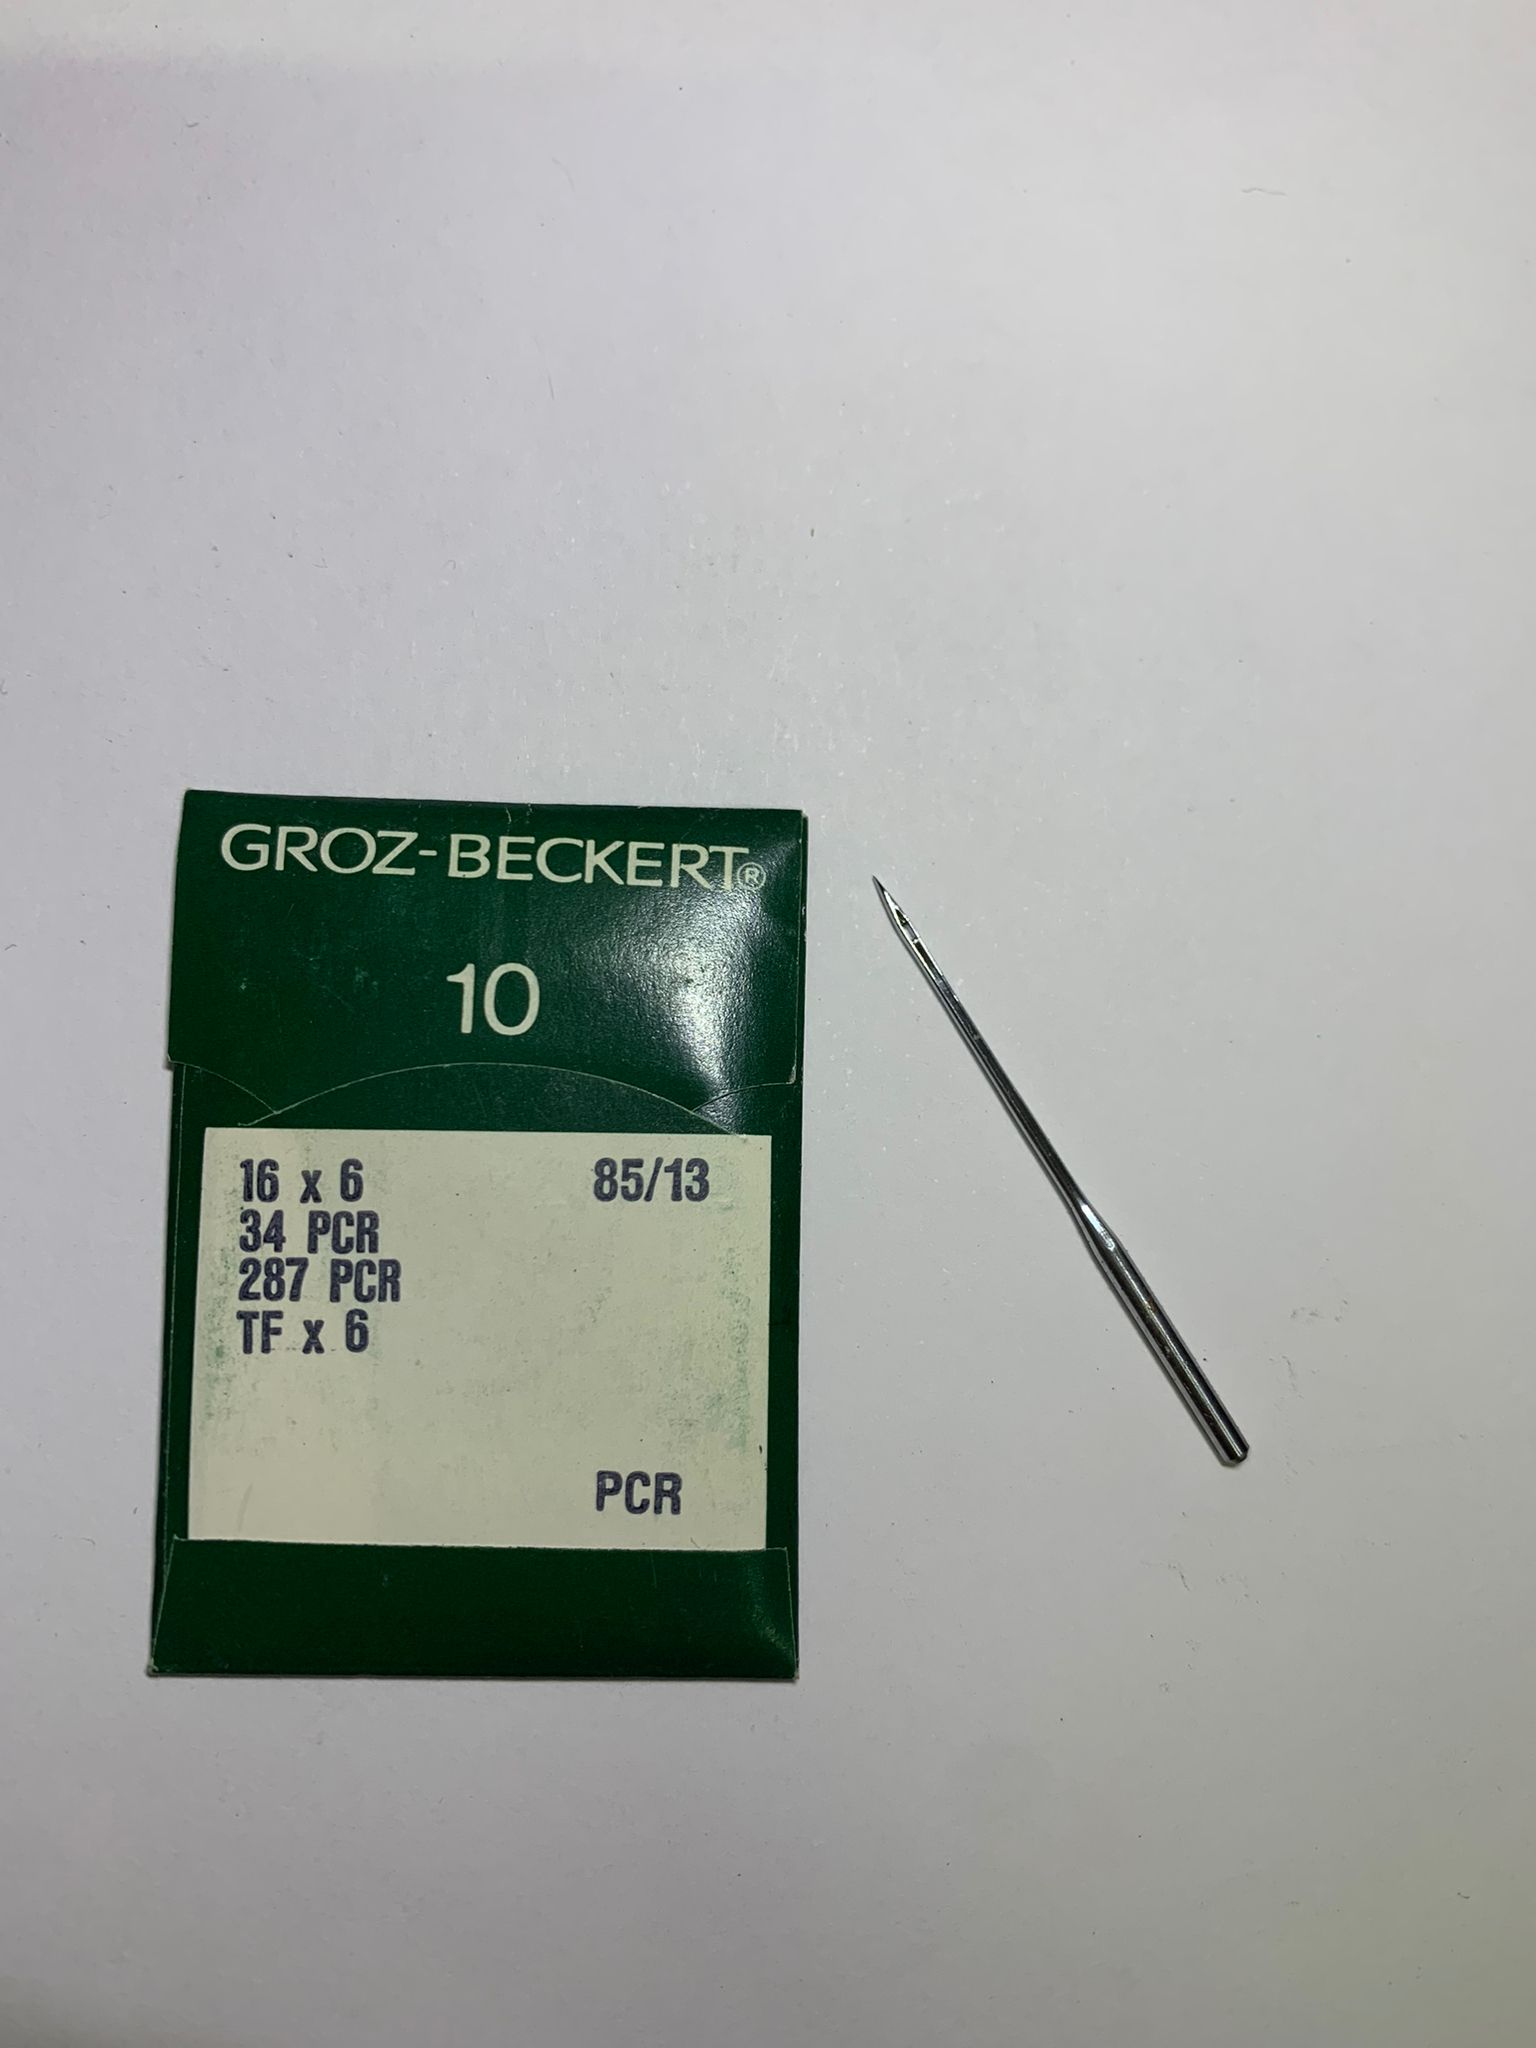 GROZ-BECKERT®
10
16 x 6 85/13
34 PCR
287 PCR
TF x 6
PCR